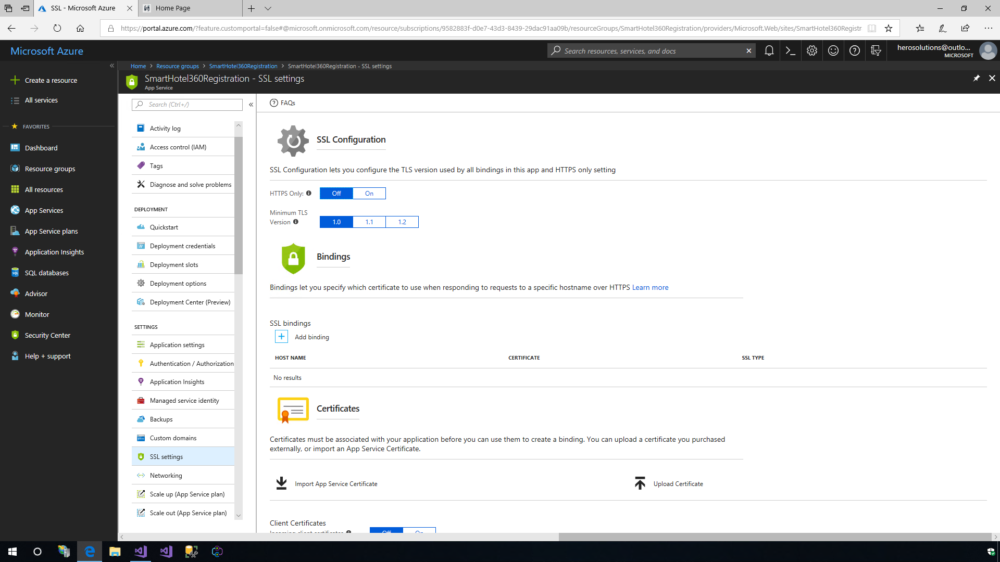 SSL - Microsoft Azure
Home Page
https://portal.azure.com/?feature.customportal=false#@microsoft.onmicrosoft.com/resource/subscriptions/9582883f-d0e7-43d3-8439-29dac91aa09b/resourceGroups/SmartHotel360Registration/providers/Microsoft.Web/sites/SmartHotel360Registr
Microsoft Azure
Search resources, services, and docs
herosolutions@outlo...
MICROSOFT
Home > Resource groups > SmartHotel360Registration > SmartHotel360Registration - SSL settings
SmartHotel360Registration - SSL settings
App Service
Create a resource
All services
FAVORITES
Dashboard
Resource groups
All resources
App Services
App Service plans
Application Insights
SQL databases
Advisor
Monitor
Security Center
Help + support
Search (Ctrl+/)
Activity log
Access control (IAM)
Tags
Diagnose and solve problems
DEPLOYMENT
Quickstart
Deployment credentials
Deployment slots
Deployment options
Deployment Center (Preview)
SETTINGS
Application settings
Authentication / Authorization
Application Insights
Managed service identity
Backups
Custom domains
SSL settings
Networking
Scale up (App Service plan)
Scale out (App Service plan)
FAQs
SSL Configuration
SSL Configuration lets you configure the TLS version used by all bindings in this app and HTTPS only setting
HTTPS Only: Off On
Minimum TLS
Version 1.0 1.1 1.2
Bindings
Bindings let you specify which certificate to use when responding to requests to a specific hostname over HTTPS Learn more
SSL bindings
Add binding
HOST NAME CERTIFICATE SSL TYPE
No results
Certificates
Certificates must be associated with your application before you can use them to create a binding. You can upload a certificate you purchased
externally, or import an App Service Certificate.
Import App Service Certificate Upload Certificate
Client Certificates
Incoming client certificates Off On